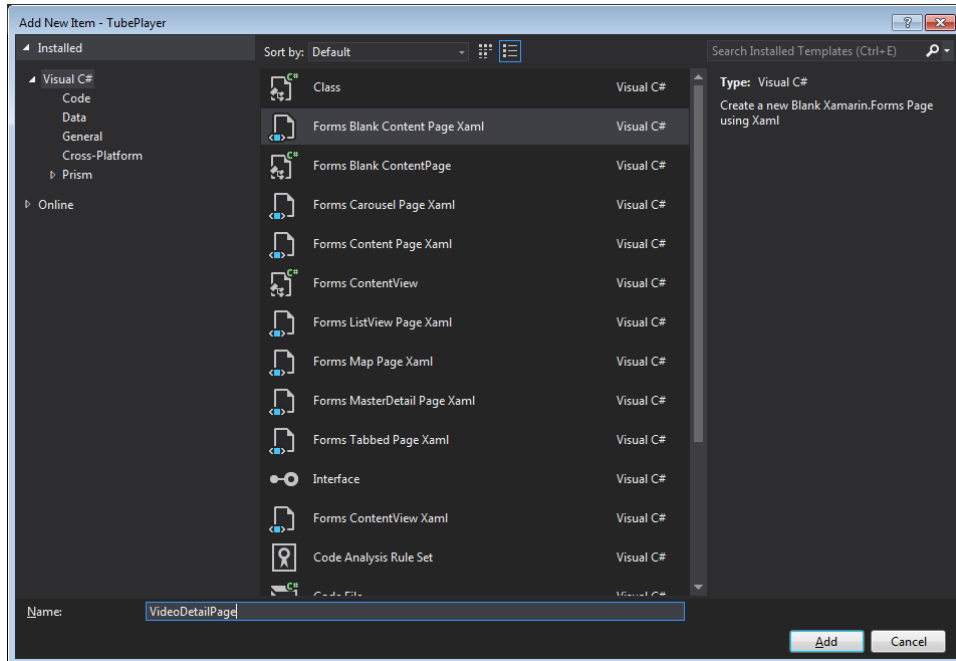 Add New Item - TubePlayer
Installed
Sort by: Default
Search Installed Templates (Ctrl+E)
Visual C#
Code
Data
General
Cross-Platform
Prism
Online
Class Visual C#
Forms Blank Content Page Xaml Visual C#
Forms Blank ContentPage Visual C#
Forms Carousel Page Xaml Visual C#
Forms Content Page Xaml Visual C#
Forms ContentView Visual C#
Forms ListView Page Xaml Visual C#
Forms Map Page Xaml Visual C#
Forms MasterDetail Page Xaml Visual C#
Forms Tabbed Page Xaml Visual C#
Interface Visual C#
Forms ContentView Xaml Visual C#
Code Analysis Rule Set Visual C#
Code File Visual C#
Type: Visual C#
Create a new Blank Xamarin.Forms Page
using Xaml
Name: VideoDetailPage
Add Cancel